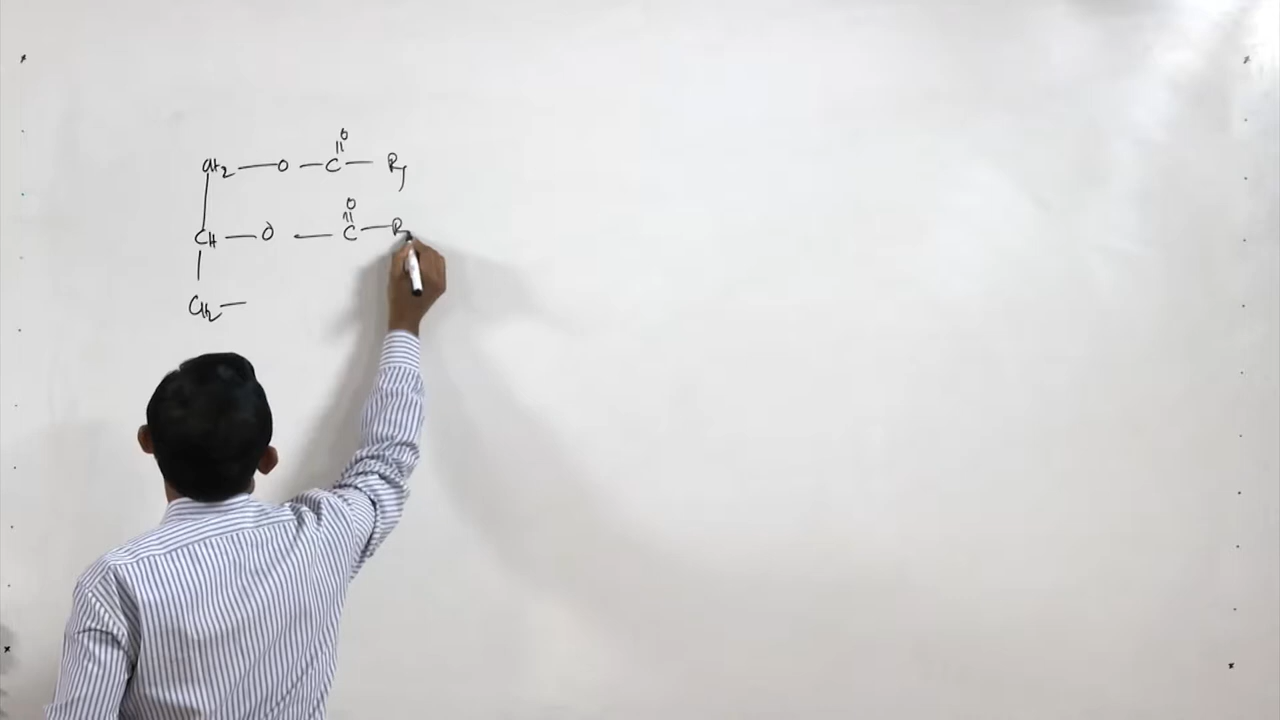 O
CH2 — O — C — R1
O
CH — O — C — R
CH2 —